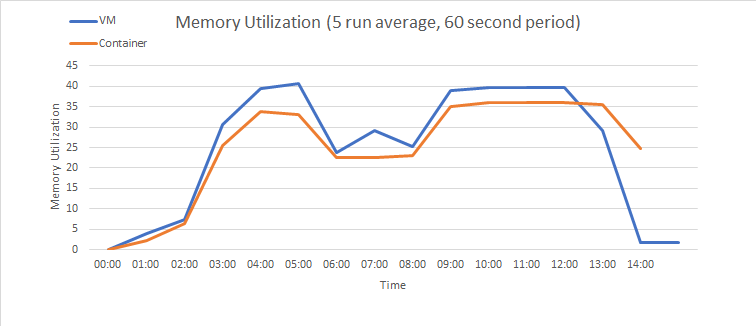 VM
Container
Memory Utilization (5 run average, 60 second period)
45
40
35
30
25
20
15
10
5
0
Memory Utilization
00:00 01:00 02:00 03:00 04:00 05:00 06:00 07:00 08:00 09:00 10:00 11:00 12:00 13:00 14:00
Time